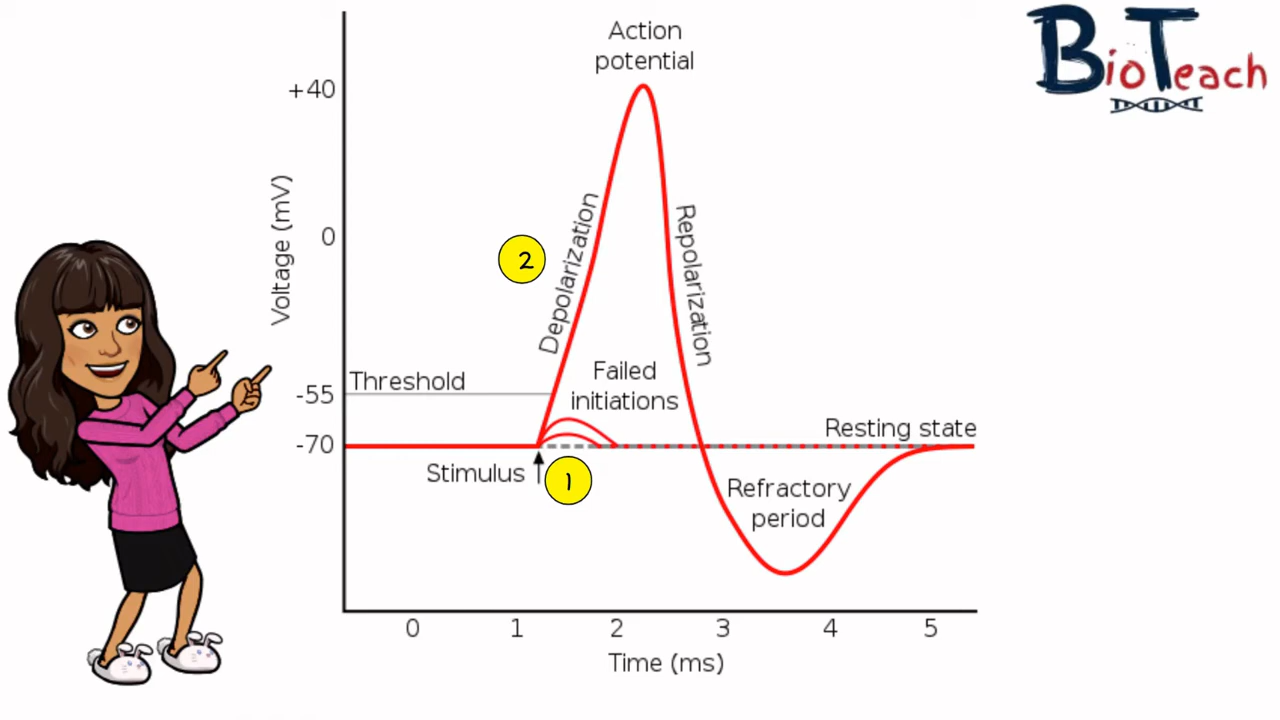 BioTeach
Action
potential
+40
Voltage (mV)
0
Depolarization
2
Repolarization
Threshold
-55
Failed
initiations
-70
Resting state
Stimulus
1
Refractory
period
0 1 2 3 4 5
Time (ms)